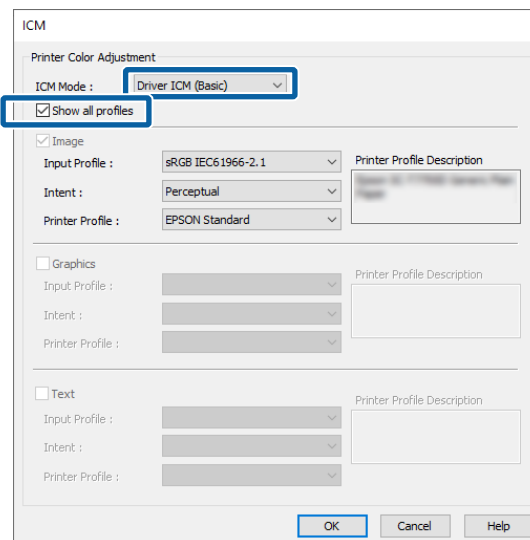 ICM
Printer Color Adjustment
ICM Mode : Driver ICM (Basic)
Show all profiles
Image
Input Profile : sRGB IEC61966-2.1 Printer Profile Description
Intent : Perceptual
Printer Profile : EPSON Standard
Graphics
Input Profile : Printer Profile Description
Intent :
Printer Profile :
Text
Input Profile : Printer Profile Description
Intent :
Printer Profile :
OK Cancel Help